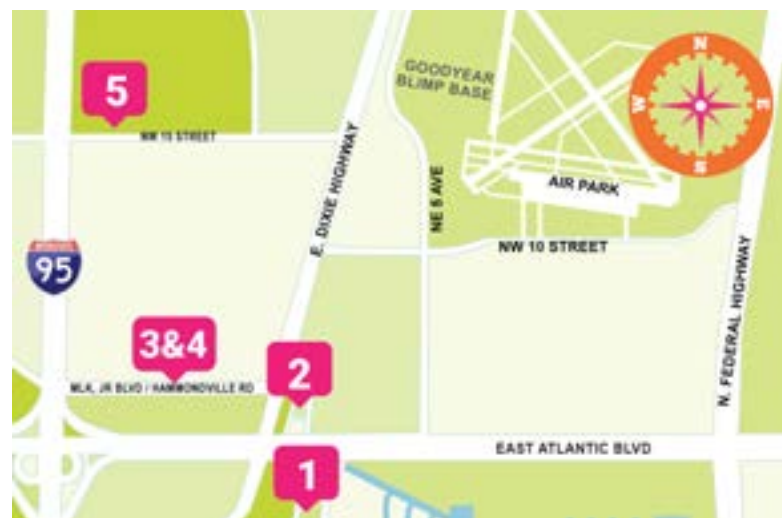 GOODYEAR
BLIMP BASE
N
W
E
S
5
NW 15 STREET
AIR PARK
E. DIXIE HIGHWAY
NE 5 AVE
NW 10 STREET
N. FEDERAL HIGHWAY
95
3&4
2
MLK, JR BLVD / HAMMONDVILLE RD
EAST ATLANTIC BLVD
1